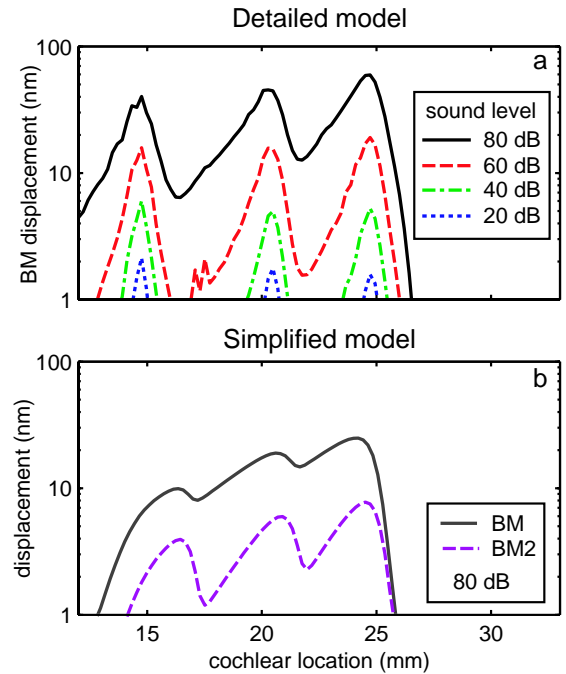 Detailed model
a
100
10
1
BM displacement (nm)
sound level
80 dB
60 dB
40 dB
20 dB
Simplified model
b
100
10
1
displacement (nm)
BM
BM2
80 dB
15 20 25 30
cochlear location (mm)